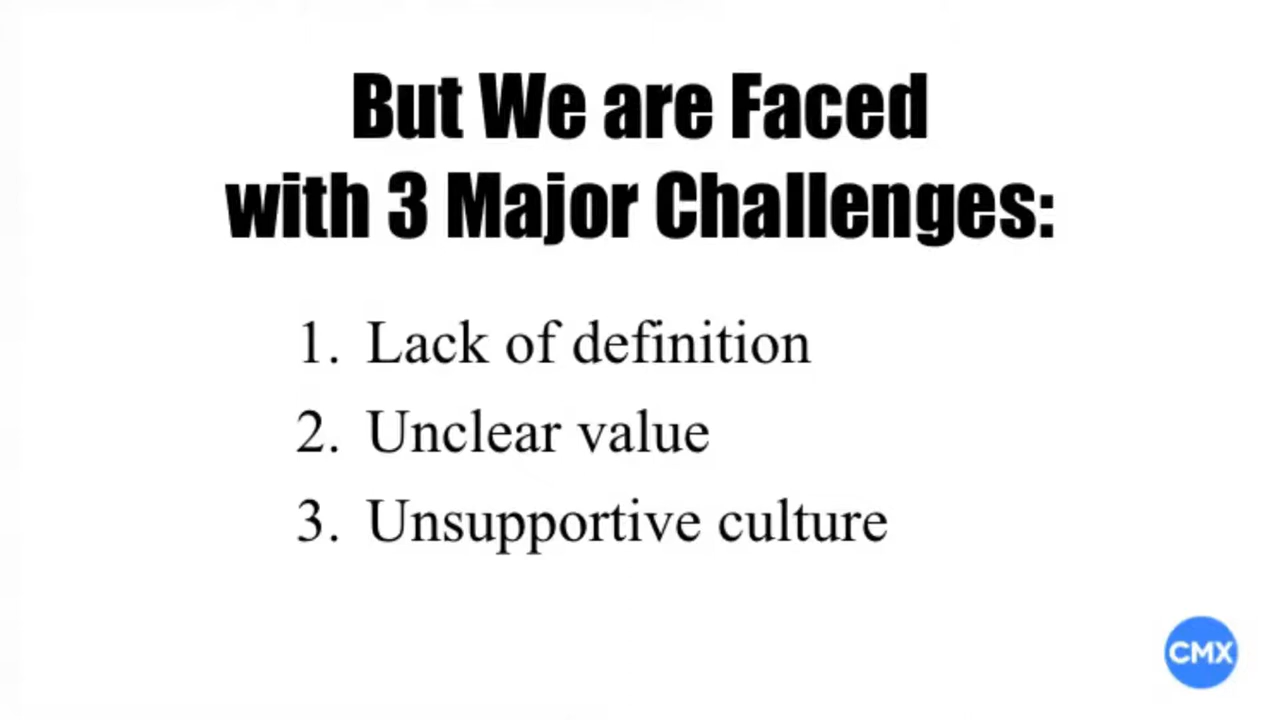 But We are Faced
with 3 Major Challenges:
1. Lack of definition
2. Unclear value
3. Unsupportive culture
CMX